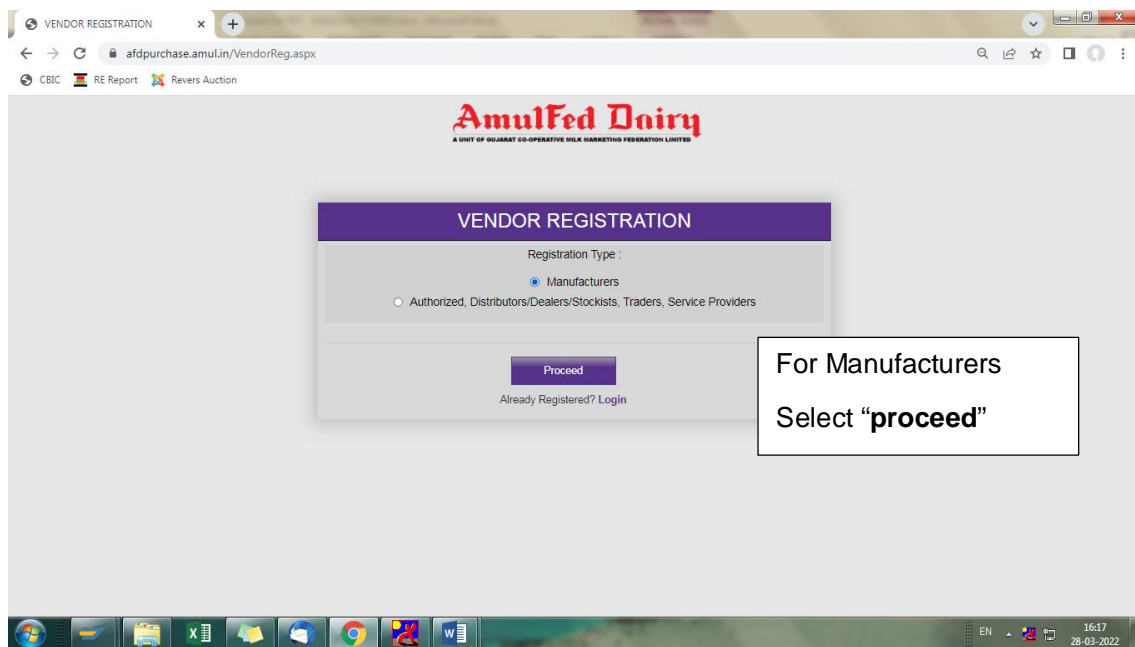 VENDOR REGISTRATION
afdpurchase.amul.in/VendorReg.aspx
CBIC RE Report Revers Auction
AmulFed Dairy
A UNIT OF GUJARAT CO-OPERATIVE MILK MARKETING FEDERATION LIMITED
VENDOR REGISTRATION
Registration Type :
Manufacturers
Authorized, Distributors/Dealers/Stockists, Traders, Service Providers
Proceed
Already Registered? Login
For Manufacturers
Select “proceed”
EN 16:17
28-03-2022